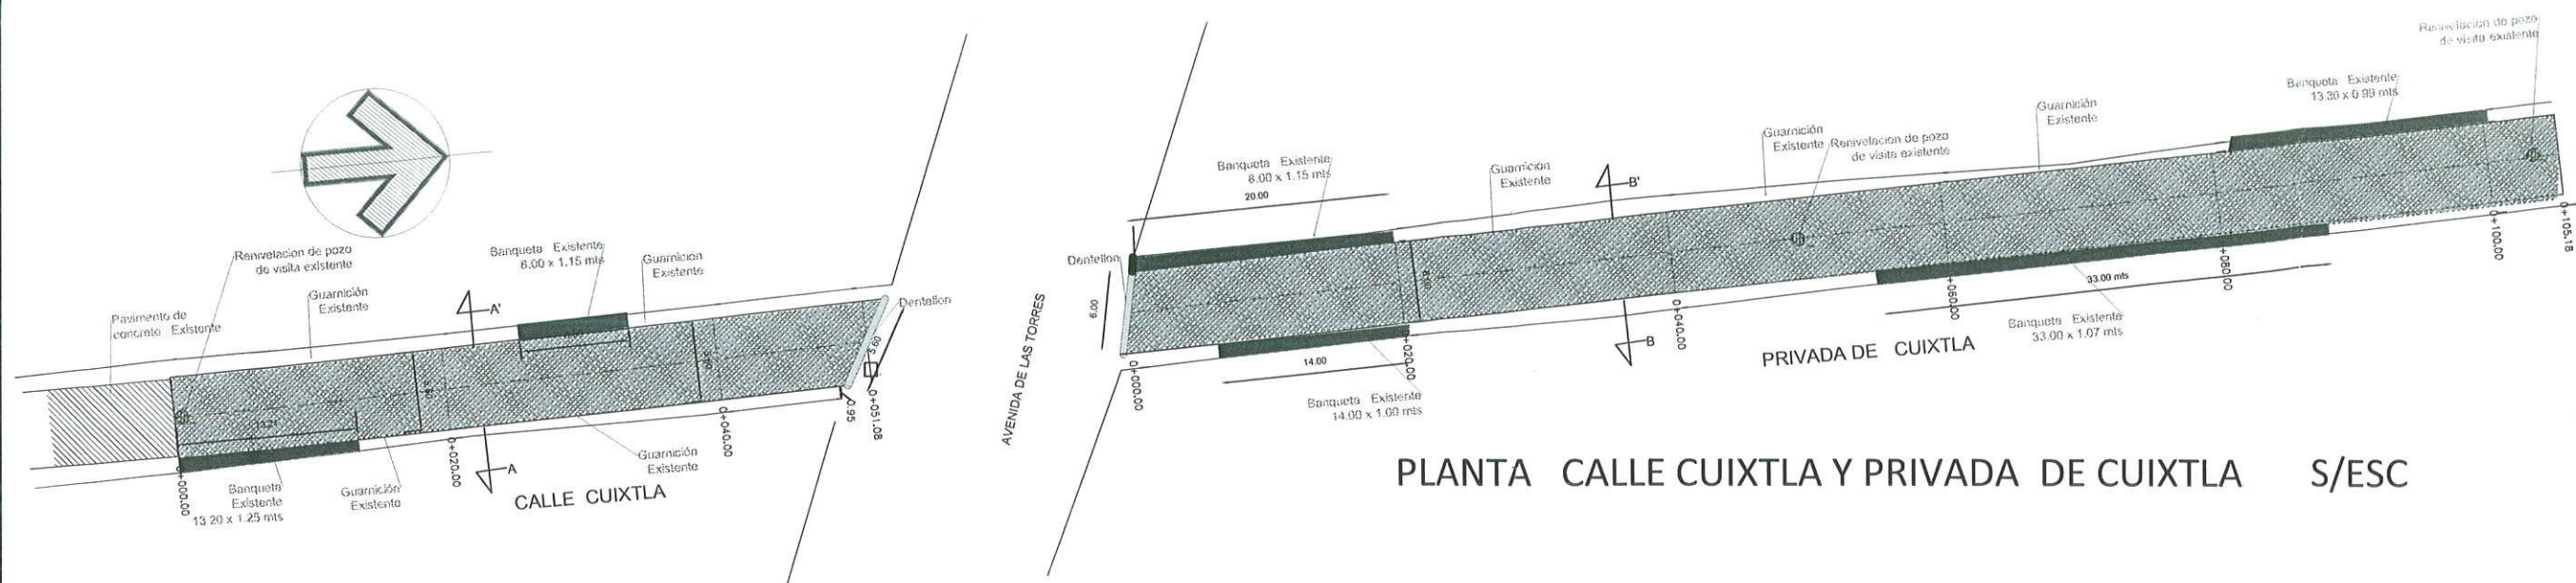 Renivelacion de pozo
de visita existente
Pavimento de
concreto Existente
Guarnición
Existente
Banqueta Existente
8.00 x 1.15 mts
Guarnición
Existente
Dentellon
A'
5.60
0.95
0+051.08
13.21
0+000.00
0+020.00
0+040.00
A
Banqueta
Existente
13.20 x 1.25 mts
Guarnición
Existente
Guarnición
Existente
CALLE CUIXTLA
AVENIDA DE LAS TORRES
Dentellon
6.00
Banqueta Existente
8.00 x 1.15 mts
20.00
Guarnición
Existente
B'
Guarnición
Existente
Renivelacion de pozo
de visita existente
Guarnición
Existente
Banqueta Existente
13.30 x 0.99 mts
Renivelacion de pozo
de visita existente
0+000.00
14.00
Banqueta Existente
14.00 x 1.00 mts
0+020.00
B
0+040.00
0+060.00
33.00 mts
Banqueta Existente
33.00 x 1.07 mts
0+080.00
0+100.00
0+105.18
PRIVADA DE CUIXTLA
PLANTA CALLE CUIXTLA Y PRIVADA DE CUIXTLA S/ESC